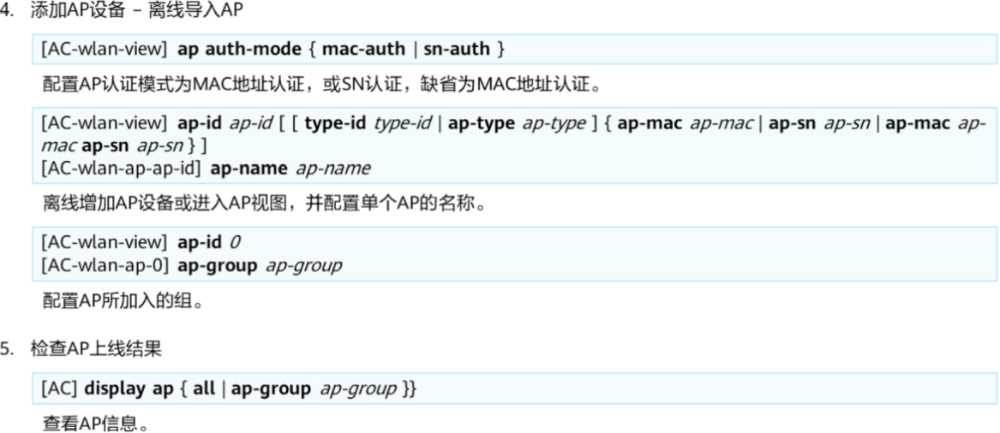 4. 添加AP设备 – 离线导入AP
[AC-wlan-view] ap auth-mode { mac-auth | sn-auth }
配置AP认证模式为MAC地址认证，或SN认证，缺省为MAC地址认证。
[AC-wlan-view] ap-id ap-id [ [ type-id type-id | ap-type ap-type ] { ap-mac ap-mac | ap-sn ap-sn | ap-mac ap-
mac ap-sn ap-sn } ]
[AC-wlan-ap-ap-id] ap-name ap-name
离线增加AP设备或进入AP视图，并配置单个AP的名称。
[AC-wlan-view] ap-id 0
[AC-wlan-ap-0] ap-group ap-group
配置AP所加入的组。
5. 检查AP上线结果
[AC] display ap { all | ap-group ap-group }}
查看AP信息。